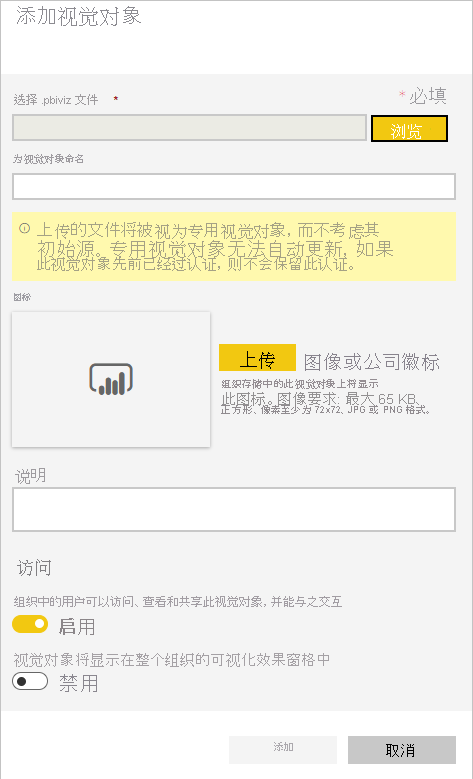 添加视觉对象
选择 .pbiviz 文件 *
* 必填
浏览
为视觉对象命名
上传的文件将被视为专用视觉对象, 而不考虑其
初始源。专用视觉对象无法自动更新, 如果
此视觉对象先前已经过认证, 则不会保留此认证。
图标
上传 图像或公司徽标
组织存储中的此视觉对象上将显示
此图标。图像要求: 最大 65 KB、
正方形、像素至少为 72x72、JPG 或 PNG 格式。
说明
访问
组织中的用户可以访问、查看和共享此视觉对象, 并能与之交互
启用
视觉对象将显示在整个组织的可视化效果窗格中
禁用
添加
取消